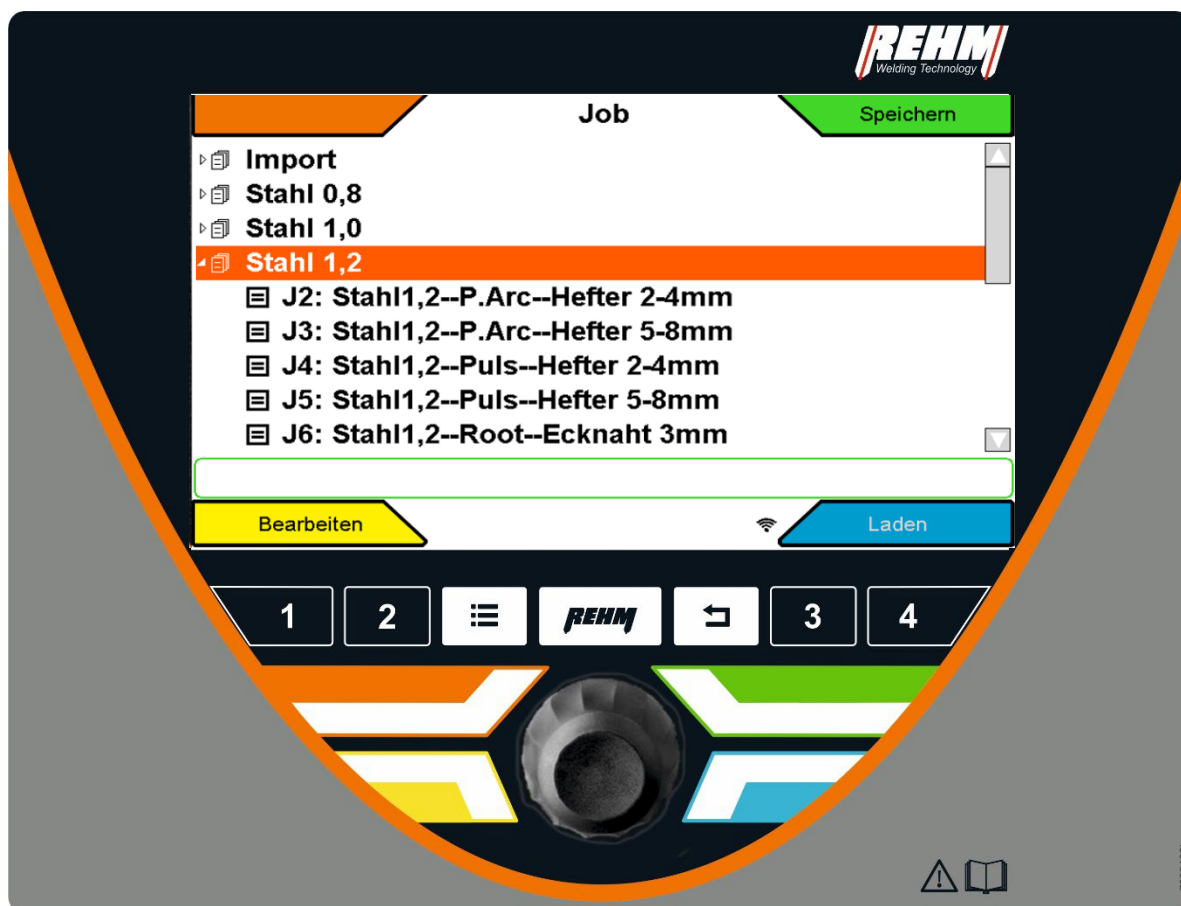 REHM
Welding Technology
Job
Speichern
Import
Stahl 0,8
Stahl 1,0
Stahl 1,2
J2: Stahl1,2--P.Arc--Hefter 2-4mm
J3: Stahl1,2--P.Arc--Hefter 5-8mm
J4: Stahl1,2--Puls--Hefter 2-4mm
J5: Stahl1,2--Puls--Hefter 5-8mm
J6: Stahl1,2--Root--Ecknaht 3mm
Bearbeiten
Laden
1 2 REHM 3 4